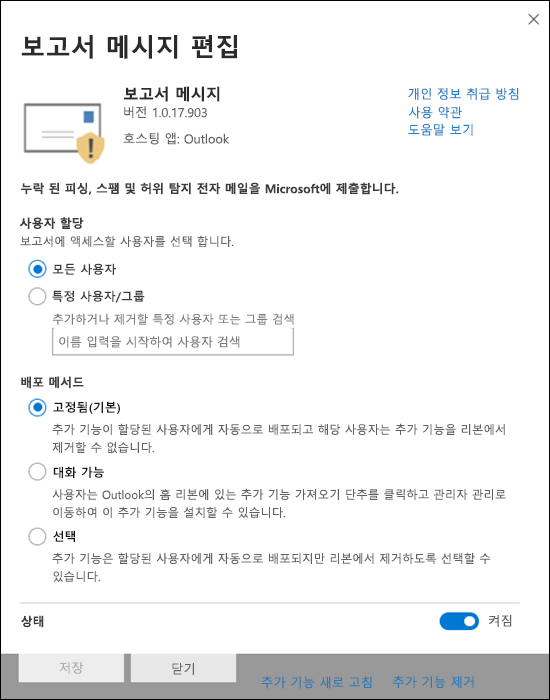 보고서 메시지 편집
보고서 메시지
버전 1.0.17.903
호스팅 앱: Outlook
개인 정보 취급 방침
사용 약관
도움말 보기
누락 된 피싱, 스팸 및 허위 탐지 전자 메일을 Microsoft에 제출합니다.
사용자 할당
보고서에 액세스할 사용자를 선택 합니다.
모든 사용자
특정 사용자/그룹
추가하거나 제거할 특정 사용자 또는 그룹 검색
이름 입력을 시작하여 사용자 검색
배포 메서드
고정됨(기본)
추가 기능이 할당된 사용자에게 자동으로 배포되고 해당 사용자는 추가 기능을 리본에서
제거할 수 없습니다.
대화 가능
사용자는 Outlook의 홈 리본에 있는 추가 기능 가져오기 단추를 클릭하고 관리자 관리로
이동하여 이 추가 기능을 설치할 수 있습니다.
선택
추가 기능은 할당된 사용자에게 자동으로 배포되지만 리본에서 제거하도록 선택할 수
있습니다.
상태
켜짐
저장
닫기
추가 기능 새로 고침
추가 기능 제거